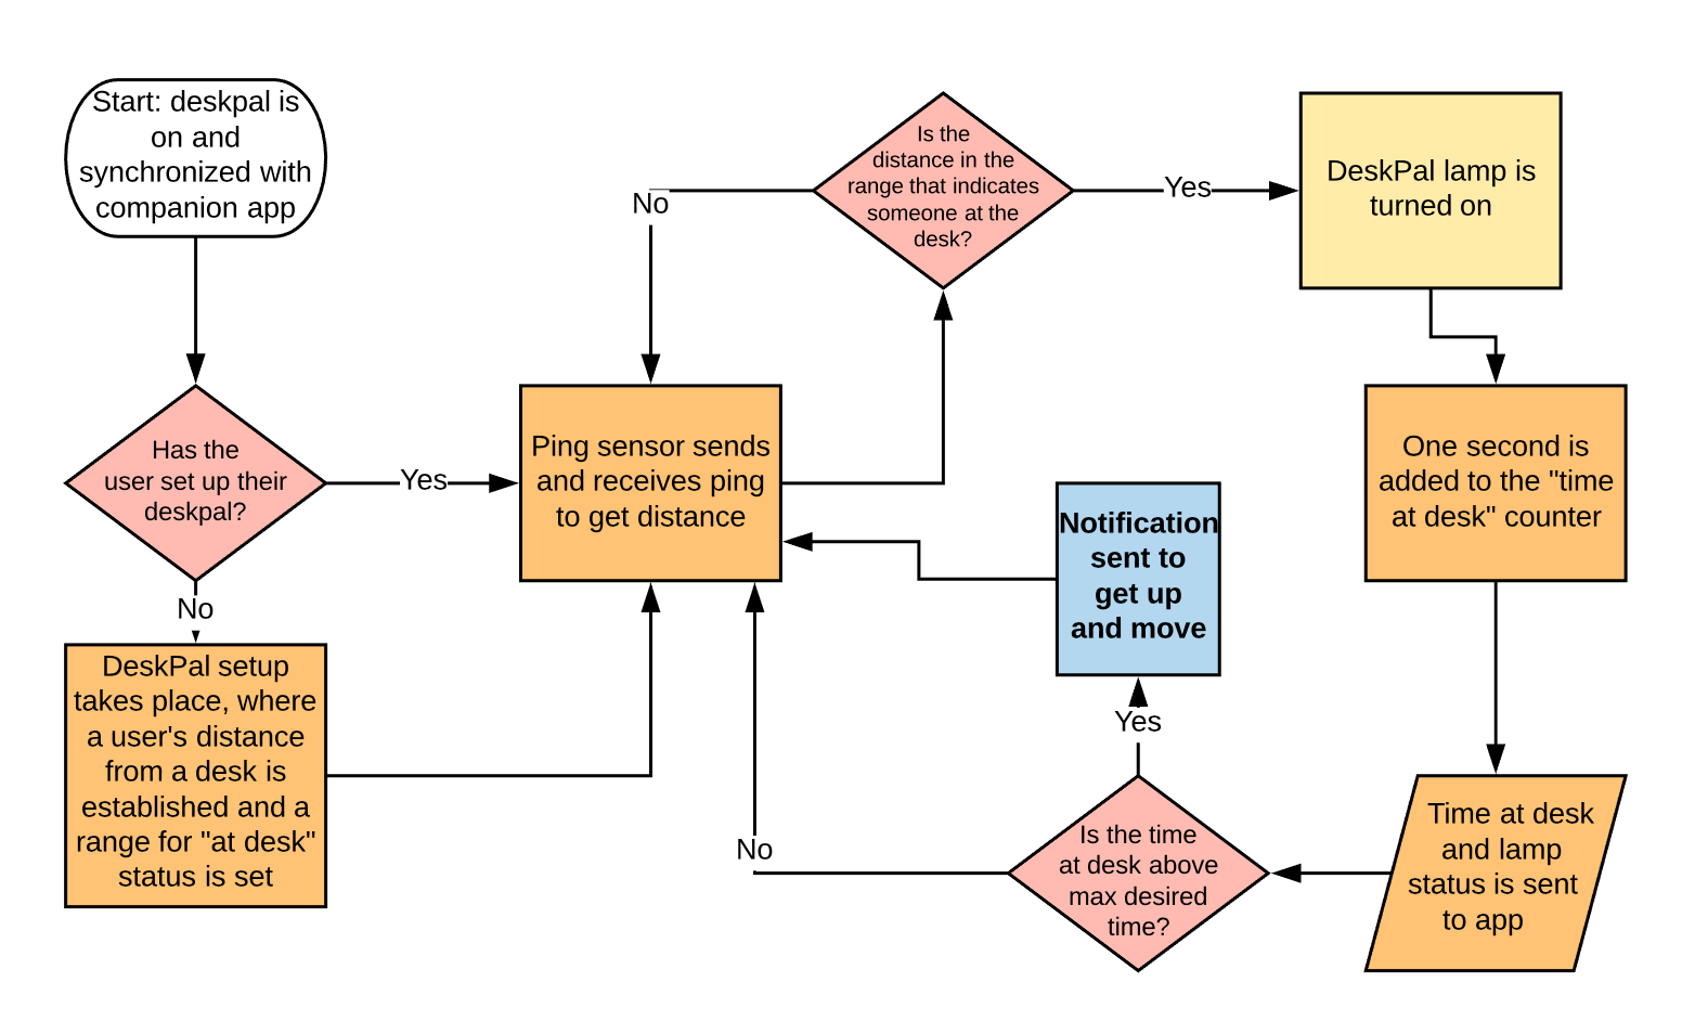 Start: deskpal is
on and
synchronized with
companion app
Has the
user set up their
deskpal?
Yes
No
DeskPal setup
takes place, where
a user's distance
from a desk is
established and a
range for "at desk"
status is set
Ping sensor sends
and receives ping
to get distance
No
Is the
distance in the
range that indicates
someone at the
desk?
Yes
DeskPal lamp is
turned on
One second is
added to the "time
at desk" counter
Time at desk
and lamp
status is sent
to app
Is the time
at desk above
max desired
time?
Yes
No
Notification
sent to
get up
and move